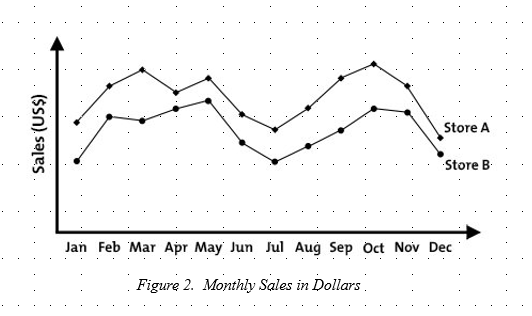 Sales (US$)
Store A
Store B
Jan Feb Mar Apr May Jun Jul Aug Sep Oct Nov Dec
Figure 2. Monthly Sales in Dollars